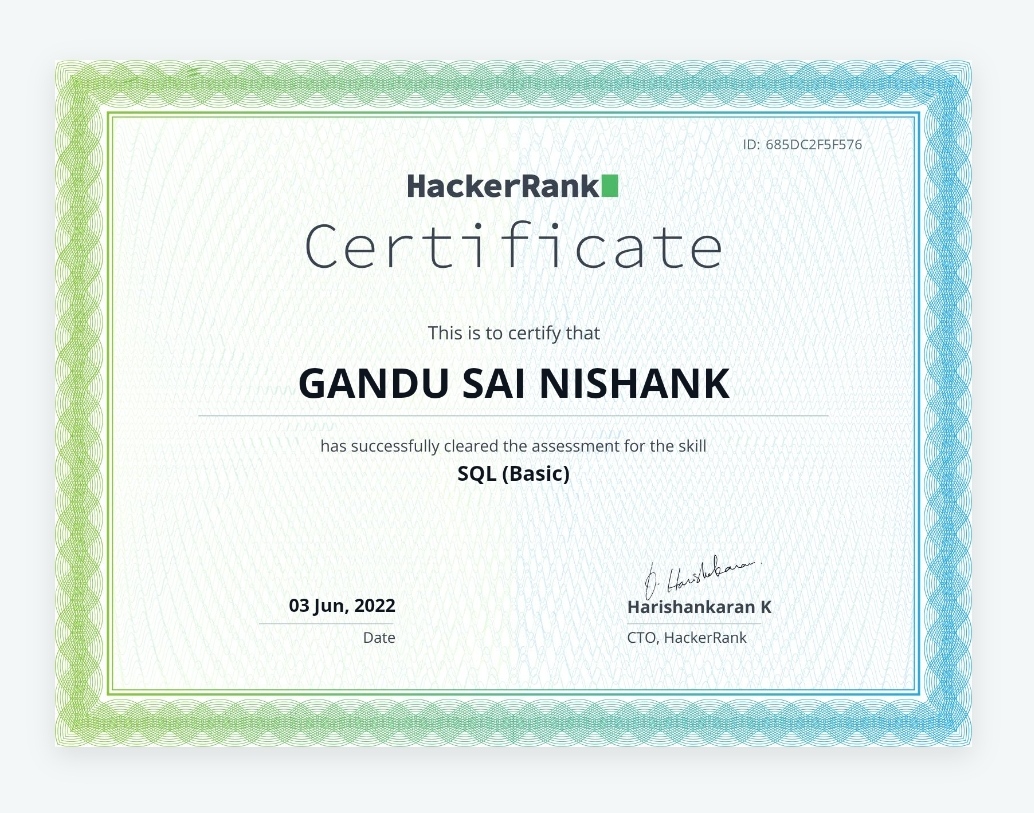 ID: 685DC2F5F576
HackerRank
Certificate
This is to certify that
GANDU SAI NISHANK
has successfully cleared the assessment for the skill
SQL (Basic)
03 Jun, 2022
Date
Harishankaran K
CTO, HackerRank